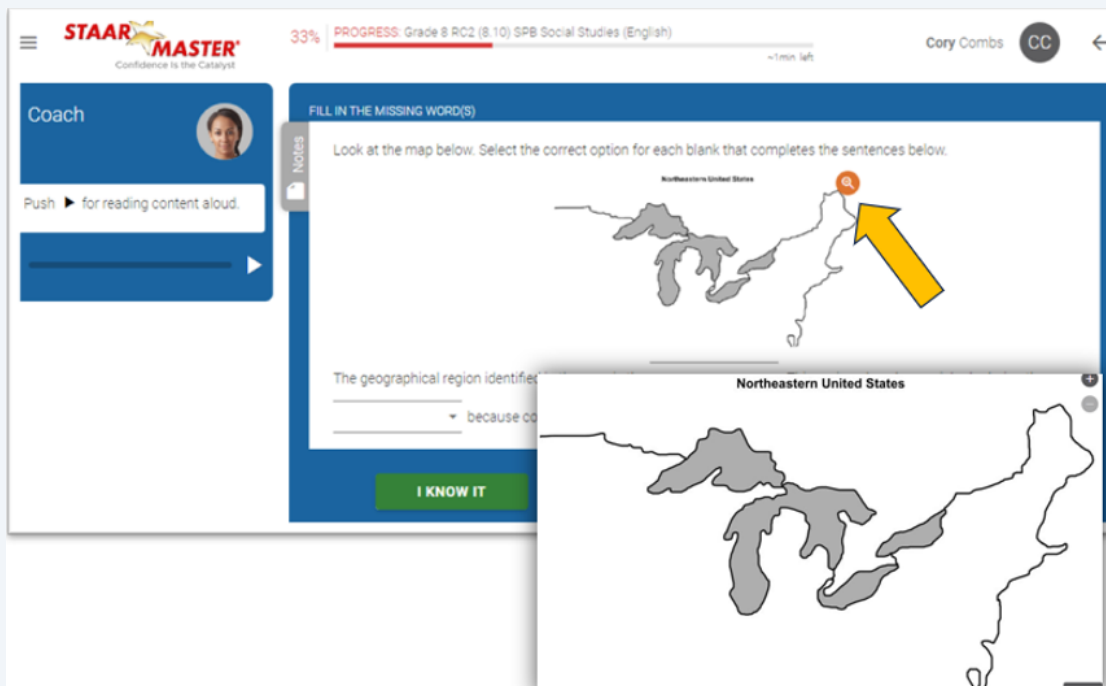 STAAR
MASTER®
Confidence Is the Catalyst
33%
PROGRESS: Grade 8 RC2 (8.10) SPB Social Studies (English)
~1min left
Cory Combs
CC
Coach
Push ▶ for reading content aloud.
Notes
FILL IN THE MISSING WORD(S)
Look at the map below. Select the correct option for each blank that completes the sentences below.
Northeastern United States
The geographical region identified
because co
I KNOW IT
Northeastern United States